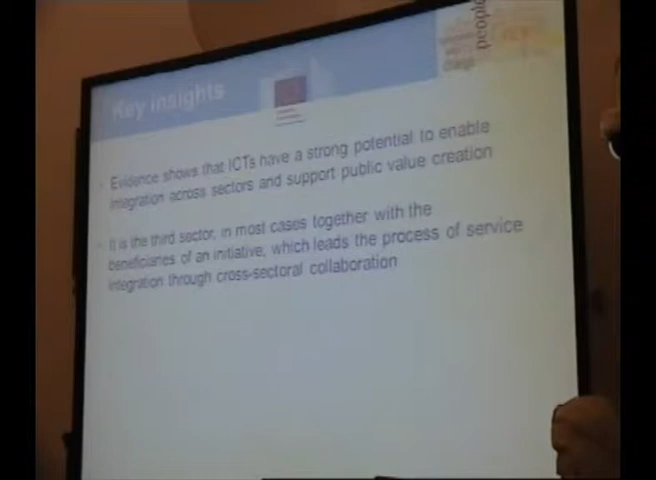 Key insights
people
Evidence shows that ICTs have a strong potential to enable
integration across sectors and support public value creation
It is the third sector, in most cases together with the
beneficiaries of an initiative, which leads the process of service
integration through cross-sectoral collaboration